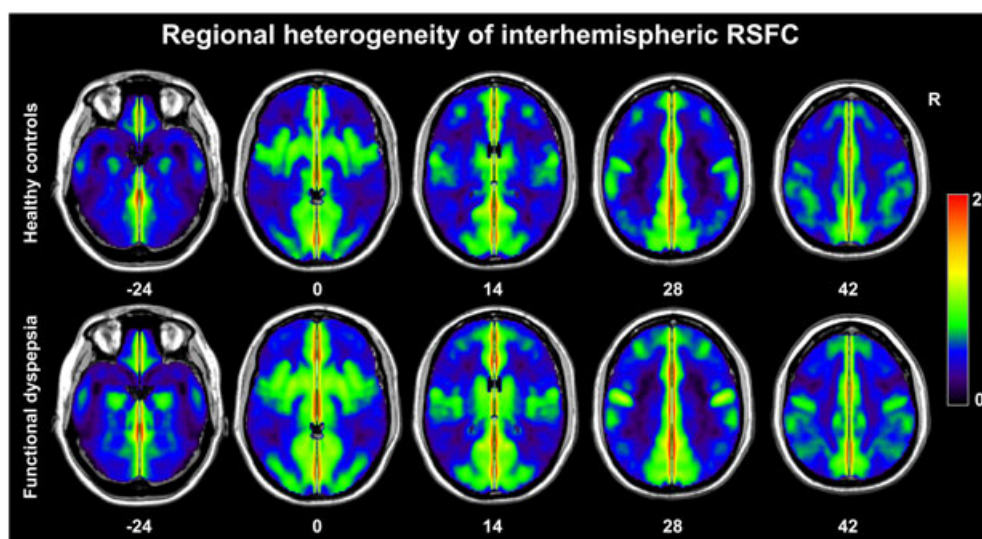 Regional heterogeneity of interhemispheric RSFC
Healthy controls
R
-24 0 14 28 42
2
0
Functional dyspepsia
-24 0 14 28 42